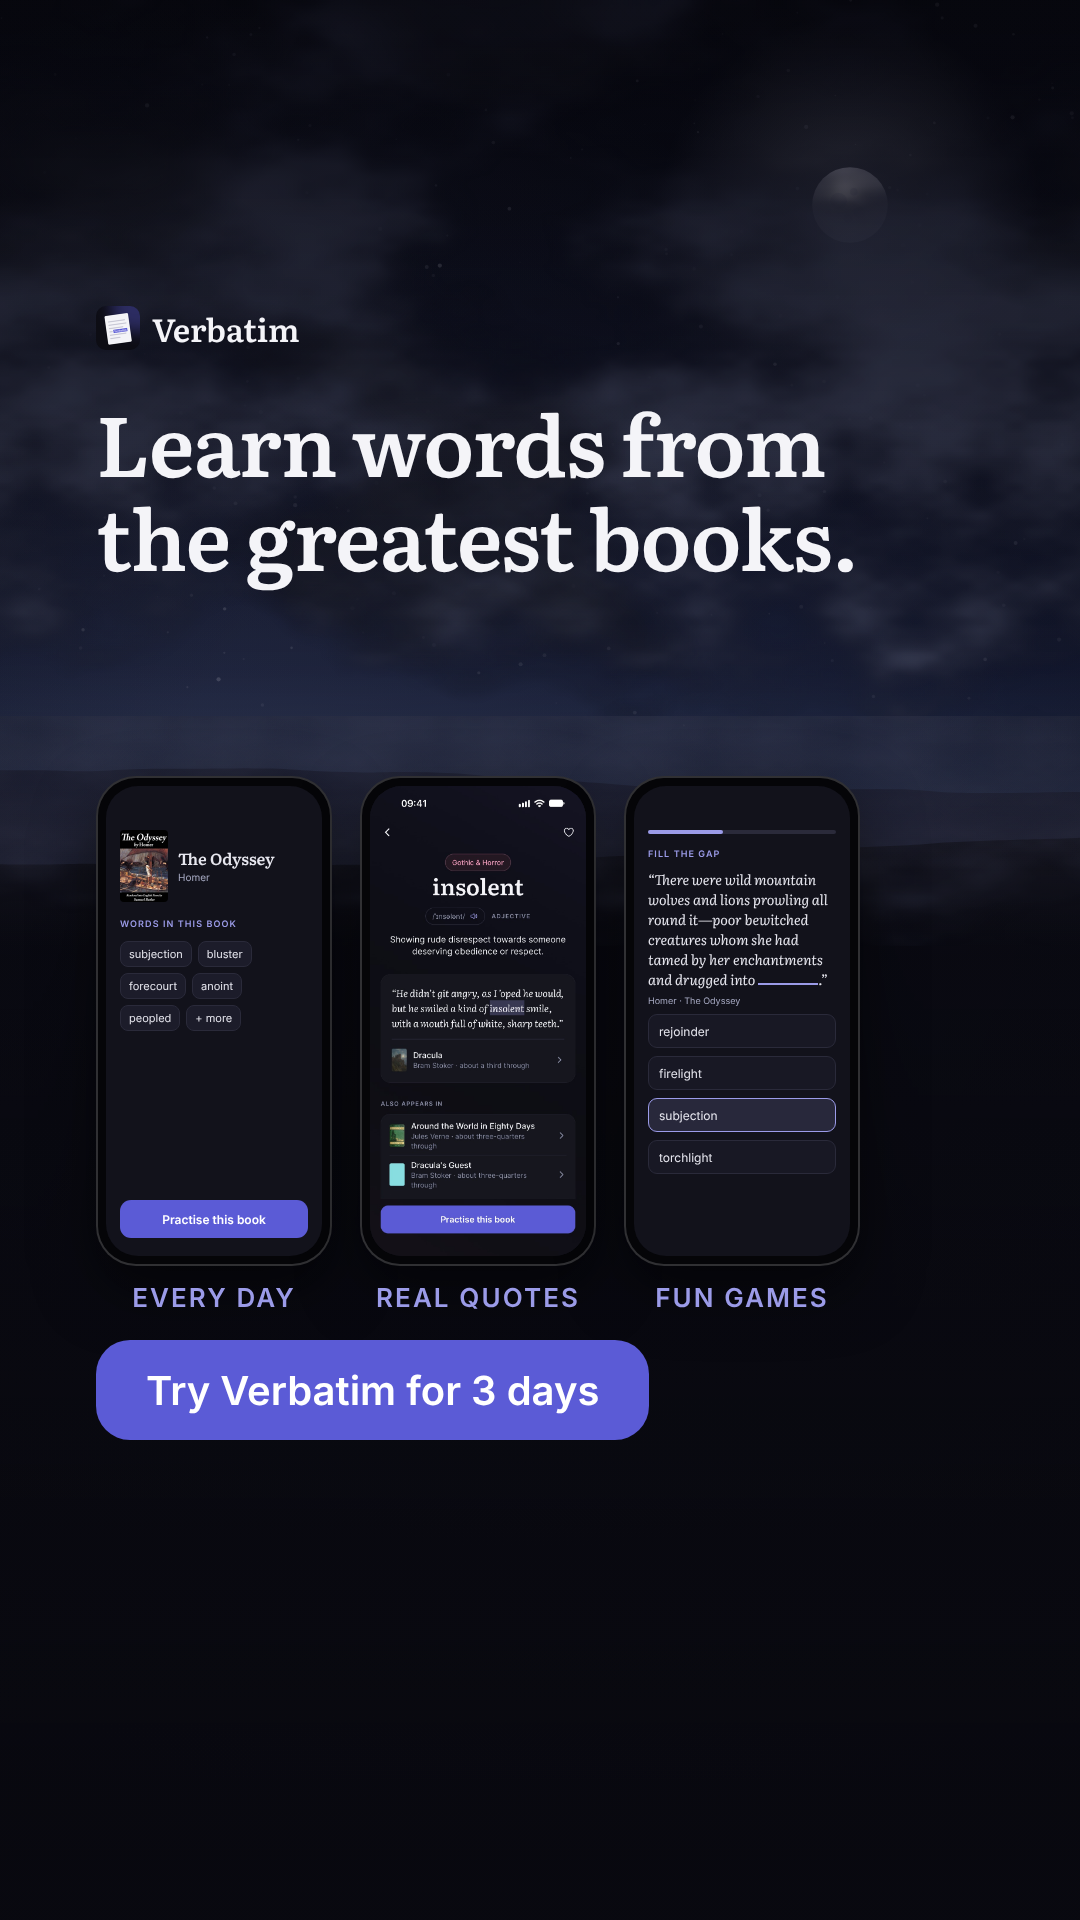 Verbatim
Learn words from
the greatest books.
The Odyssey
by Homer
The Odyssey
Homer
WORDS IN THIS BOOK
subjection
bluster
forecourt
anoint
peopled
+ more
Practise this book
EVERY DAY
09:41
Gothic & Horror
insolent
/ˈɪnsələnt/
ADJECTIVE
Showing rude disrespect towards someone
deserving obedience or respect.
“He didn’t git angry, as I ’oped he would,
but he smiled a kind of insolent smile,
with a mouth full of white, sharp teeth.”
Dracula
Bram Stoker · about a third through
ALSO APPEARS IN
Around the World in Eighty Days
Jules Verne · about three-quarters
through
Dracula’s Guest
Bram Stoker · about three-quarters
through
Practise this book
REAL QUOTES
FILL THE GAP
“There were wild mountain
wolves and lions prowling all
round it—poor bewitched
creatures whom she had
tamed by her enchantments
and drugged into ________.”
Homer · The Odyssey
rejoinder
firelight
subjection
torchlight
FUN GAMES
Try Verbatim for 3 days